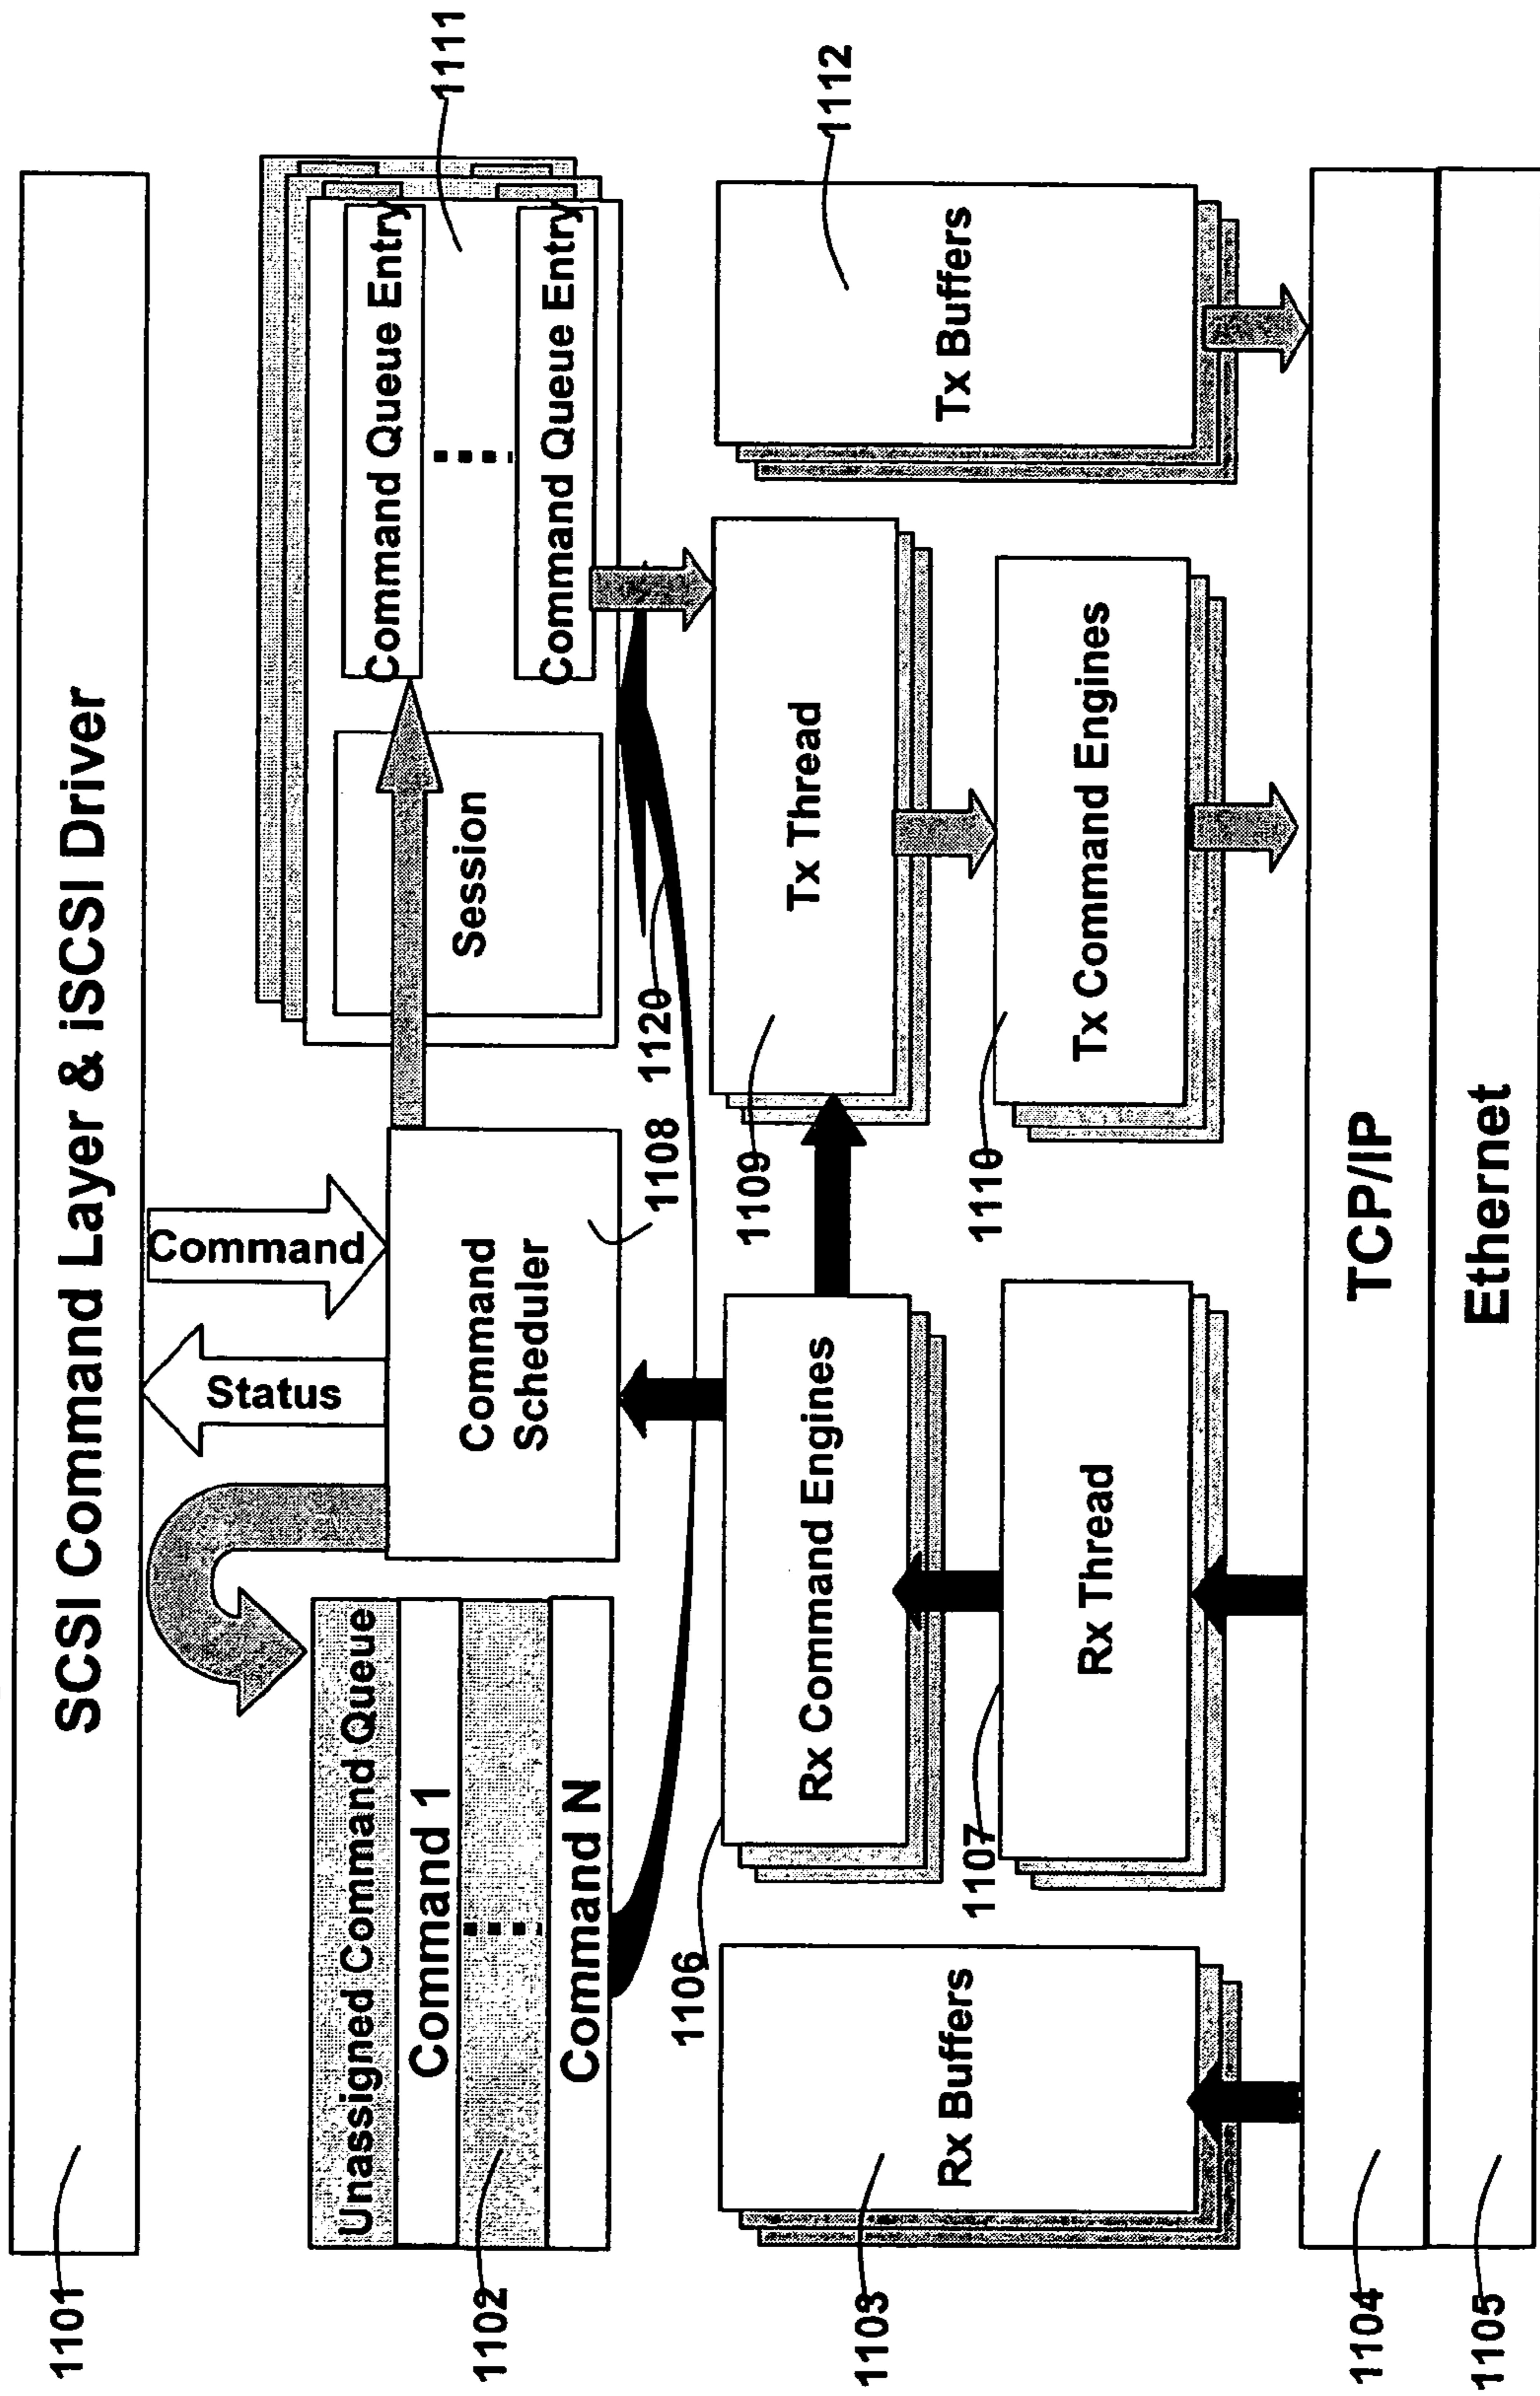 1101
SCSI Command Layer & iSCSI Driver
Status
Command
1102
Unassigned Command Queue
Command 1
Command N
Command
Scheduler
1108
Session
Command Queue Entry
Command Queue Entry
1111
1120
1106
1103
Rx Buffers
Rx Command Engines
1109
Tx Thread
Tx Buffers
1112
1107
Rx Thread
1110
Tx Command Engines
1104
TCP/IP
1105
Ethernet